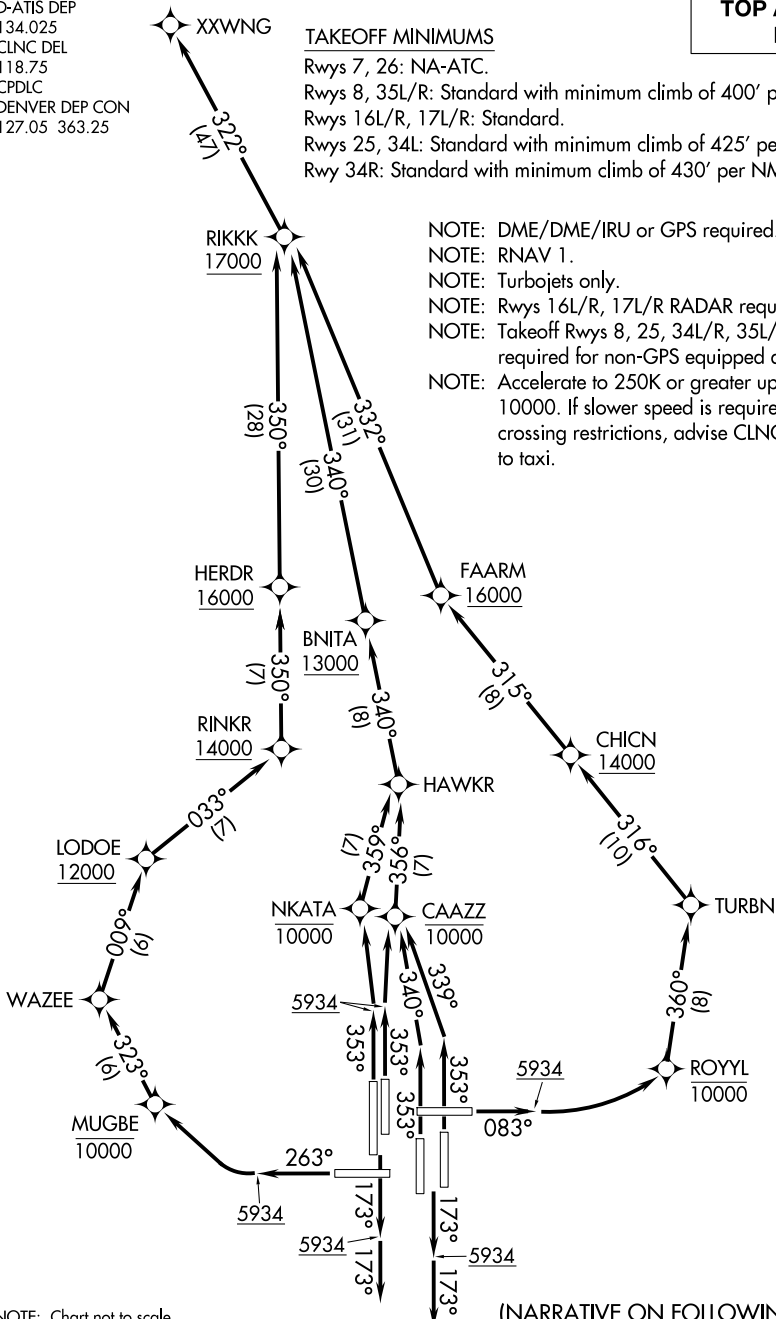 D-ATIS DEP
134.025
CLNC DEL
118.75
CPDLC
DENVER DEP CON
127.05 363.25
XXWNG
TOP A
TAKEOFF MINIMUMS
Rwys 7, 26: NA-ATC.
Rwys 8, 35L/R: Standard with minimum climb of 400' p
Rwys 16L/R, 17L/R: Standard.
Rwys 25, 34L: Standard with minimum climb of 425' pe
Rwy 34R: Standard with minimum climb of 430' per NM
322°
(47)
RIKKK
17000
NOTE: DME/DME/IRU or GPS required.
NOTE: RNAV 1.
NOTE: Turbojets only.
NOTE: Rwys 16L/R, 17L/R RADAR requ
NOTE: Takeoff Rwys 8, 25, 34L/R, 35L/
required for non-GPS equipped a
NOTE: Accelerate to 250K or greater up
10000. If slower speed is require
crossing restrictions, advise CLNC
to taxi.
350°
(28)
340°
(30)
332°
(31)
HERDR
16000
BNITA
13000
FAARM
16000
350°
(7)
340°
(8)
315°
(8)
RINKR
14000
HAWKR
CHICN
14000
033°
(7)
359°
(7)
356°
(7)
316°
(10)
LODOE
12000
NKATA
10000
CAAZZ
10000
TURBN
009°
(6)
WAZEE
5934
340°
339°
360°
(8)
323°
(6)
353°
353°
353°
353°
5934
ROYYL
10000
MUGBE
10000
083°
263°
5934
173°
5934
173°
173°
5934
173°
NOTE: Chart not to scale
(NARRATIVE ON FOLLOWIN